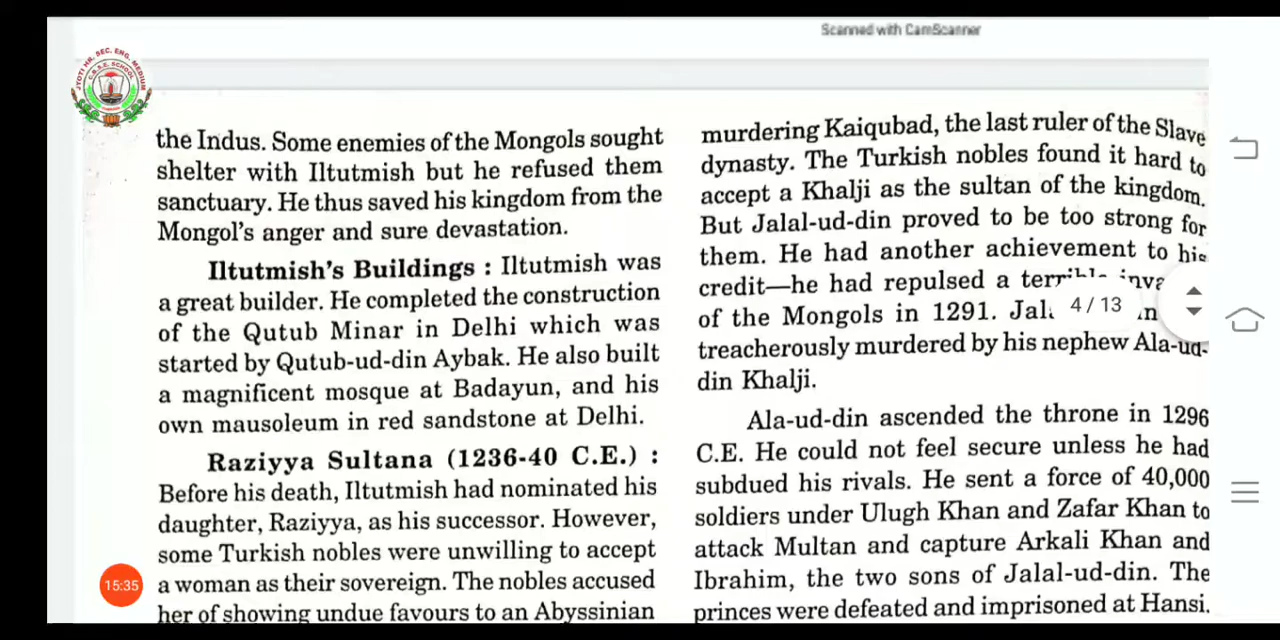 Scanned with CamScanner
JYOTI HR. SEC. ENG. MEDIUM
C.B.S.E. SCHOOL
the Indus. Some enemies of the Mongols sought
shelter with Iltutmish but he refused them
sanctuary. He thus saved his kingdom from the
Mongol's anger and sure devastation.
Iltutmish's Buildings : Iltutmish was
a great builder. He completed the construction
of the Qutub Minar in Delhi which was
started by Qutub-ud-din Aybak. He also built
a magnificent mosque at Badayun, and his
own mausoleum in red sandstone at Delhi.
Raziyya Sultana (1236-40 C.E.) :
Before his death, Iltutmish had nominated his
daughter, Raziyya, as his successor. However,
some Turkish nobles were unwilling to accept
a woman as their sovereign. The nobles accused
her of showing undue favours to an Abyssinian
15:35
murdering Kaiqubad, the last ruler of the Slave
dynasty. The Turkish nobles found it hard to
accept a Khalji as the sultan of the kingdom.
But Jalal-ud-din proved to be too strong for
them. He had another achievement to his
credit—he had repulsed a
of the Mongols in 1291.
treacherously murdered by his nephew Ala-ud-
din Khalji.
Ala-ud-din ascended the throne in 1296
C.E. He could not feel secure unless he had
subdued his rivals. He sent a force of 40,000
soldiers under Ulugh Khan and Zafar Khan to
attack Multan and capture Arkali Khan and
Ibrahim, the two sons of Jalal-ud-din. The
princes were defeated and imprisoned at Hansi.
4 / 13